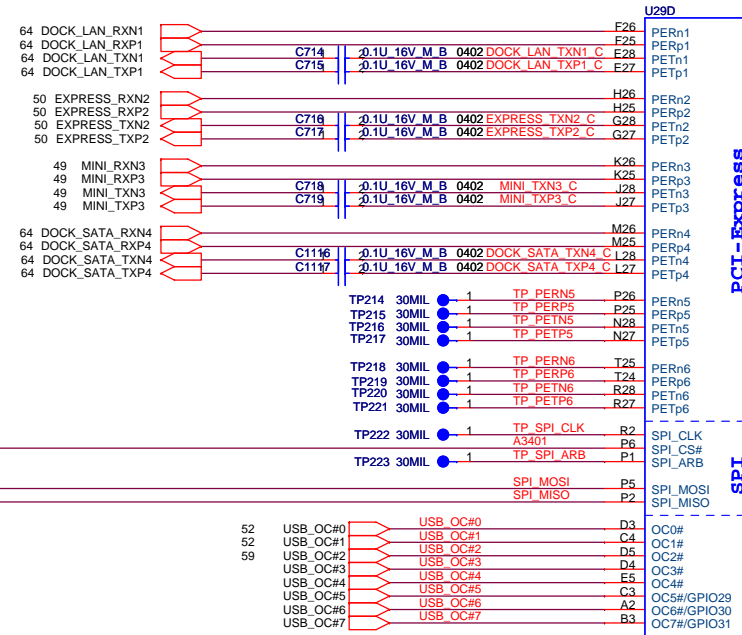 U29D
64 DOCK_LAN_RXN1 F26 PERn1
64 DOCK_LAN_RXP1 F25 PERp1
64 DOCK_LAN_TXN1 C714 1 2 0.1U_16V_M_B 0402 DOCK_LAN_TXN1_C E28 PETn1
64 DOCK_LAN_TXP1 C715 1 2 0.1U_16V_M_B 0402 DOCK_LAN_TXP1_C E27 PETp1
50 EXPRESS_RXN2 H26 PERn2
50 EXPRESS_RXP2 H25 PERp2
50 EXPRESS_TXN2 C716 1 2 0.1U_16V_M_B 0402 EXPRESS_TXN2_C G28 PETn2
50 EXPRESS_TXP2 C717 1 2 0.1U_16V_M_B 0402 EXPRESS_TXP2_C G27 PETp2
49 MINI_RXN3 K26 PERn3
49 MINI_RXP3 K25 PERp3
49 MINI_TXN3 C718 1 2 0.1U_16V_M_B 0402 MINI_TXN3_C J28 PETn3
49 MINI_TXP3 C719 1 2 0.1U_16V_M_B 0402 MINI_TXP3_C J27 PETp3
PCI-Express
64 DOCK_SATA_RXN4 M26 PERn4
64 DOCK_SATA_RXP4 M25 PERp4
64 DOCK_SATA_TXN4 C1116 1 2 0.1U_16V_M_B 0402 DOCK_SATA_TXN4_C L28 PETn4
64 DOCK_SATA_TXP4 C1117 1 2 0.1U_16V_M_B 0402 DOCK_SATA_TXP4_C L27 PETp4
TP214 30MIL 1 TP_PERN5 P26 PERn5
TP215 30MIL 1 TP_PERP5 P25 PERp5
TP216 30MIL 1 TP_PETN5 N28 PETn5
TP217 30MIL 1 TP_PETP5 N27 PETp5
TP218 30MIL 1 TP_PERN6 T25 PERn6
TP219 30MIL 1 TP_PERP6 T24 PERp6
TP220 30MIL 1 TP_PETN6 R28 PETn6
TP221 30MIL 1 TP_PETP6 R27 PETp6
TP222 30MIL 1 TP_SPI_CLK R2 SPI_CLK
A3401 P6 SPI_CS#
TP223 30MIL 1 TP_SPI_ARB P1 SPI_ARB
SPI
SPI_MOSI P5 SPI_MOSI
SPI_MISO P2 SPI_MISO
52 USB_OC#0 USB_OC#0 D3 OC0#
52 USB_OC#1 USB_OC#1 C4 OC1#
59 USB_OC#2 USB_OC#2 D5 OC2#
USB_OC#3 USB_OC#3 D4 OC3#
USB_OC#4 USB_OC#4 E5 OC4#
USB_OC#5 USB_OC#5 C3 OC5#/GPIO29
USB_OC#6 USB_OC#6 A2 OC6#/GPIO30
USB_OC#7 USB_OC#7 B3 OC7#/GPIO31